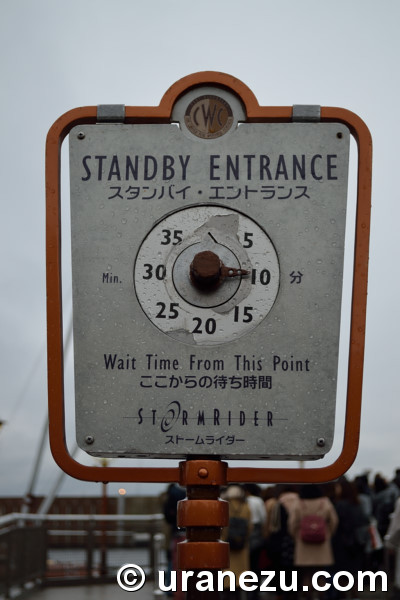 CWC
STANDBY ENTRANCE
スタンバイ・エントランス
35 5
Min. 30 10 分
25 15
20
Wait Time From This Point
ここからの待ち時間
STORMRIDER
ストームライダー
© uranezu.com